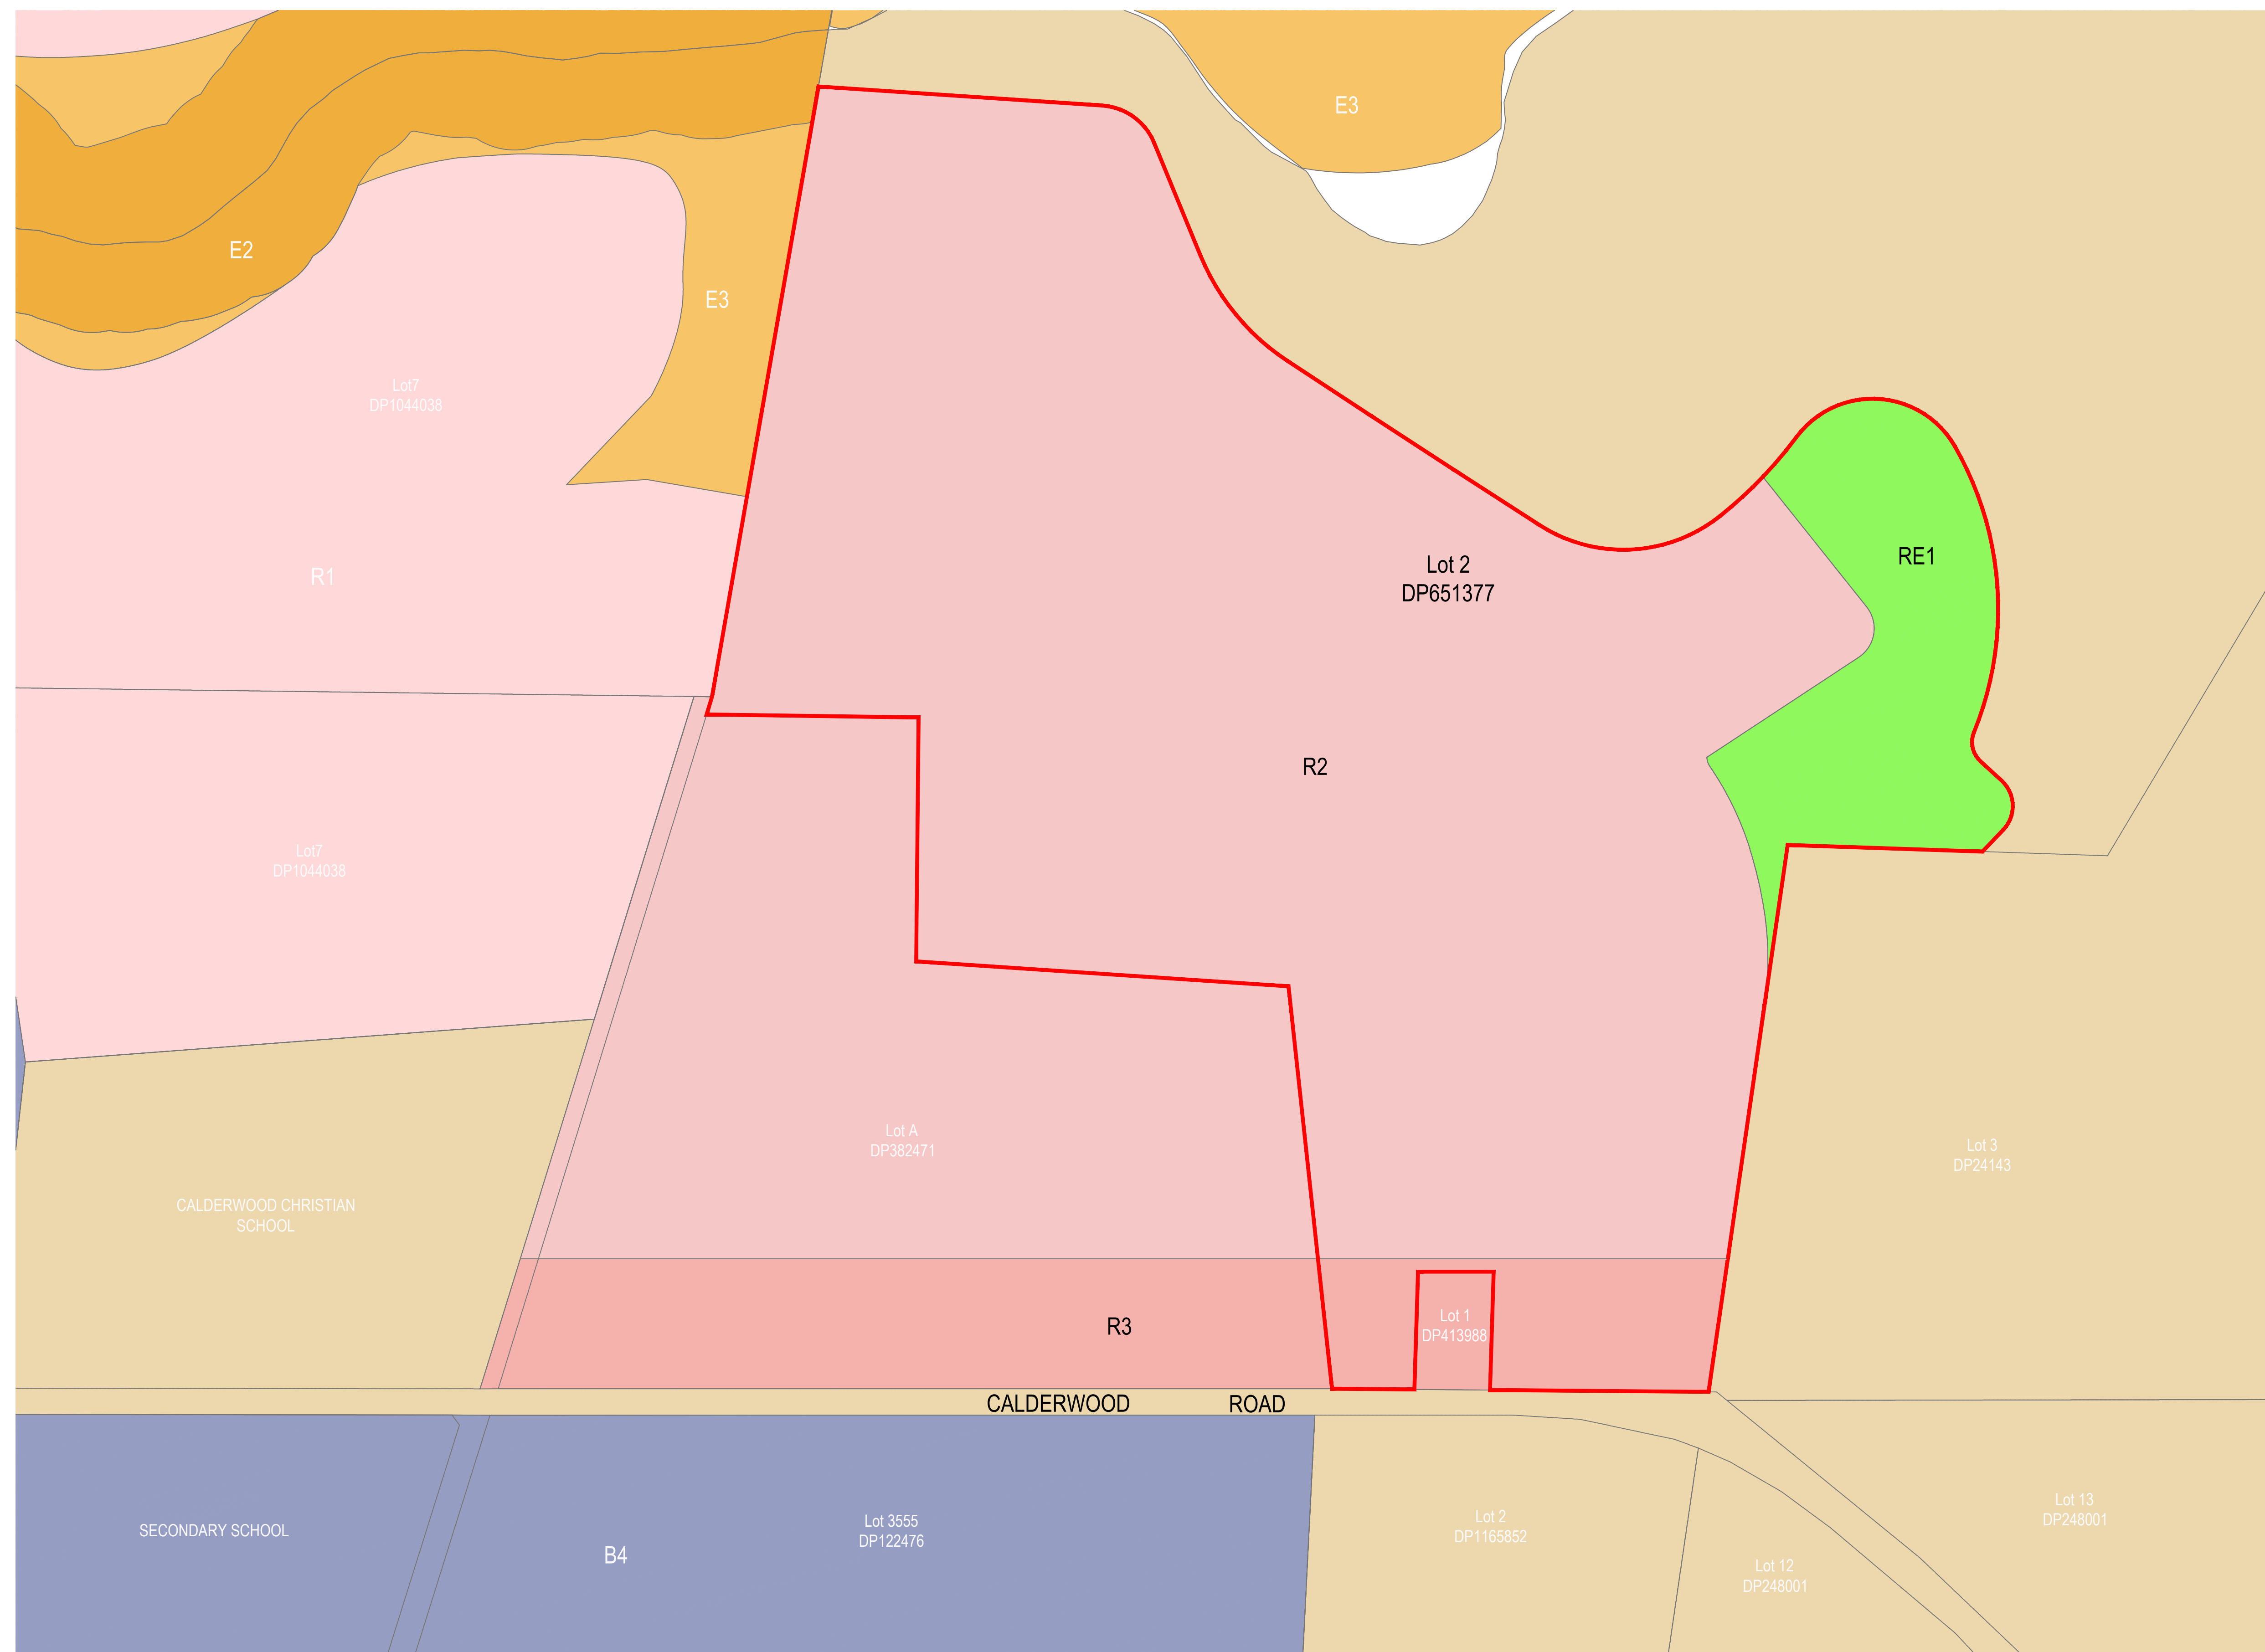 E3
E2
E3
Lot7
DP1044038
Lot 2
DP651377
RE1
R1
R2
Lot7
DP1044038
Lot A
DP382471
Lot 3
DP24143
CALDERWOOD CHRISTIAN
SCHOOL
R3
Lot 1
DP413988
CALDERWOOD ROAD
SECONDARY SCHOOL
B4
Lot 3555
DP122476
Lot 2
DP1165852
Lot 12
DP248001
Lot 13
DP248001